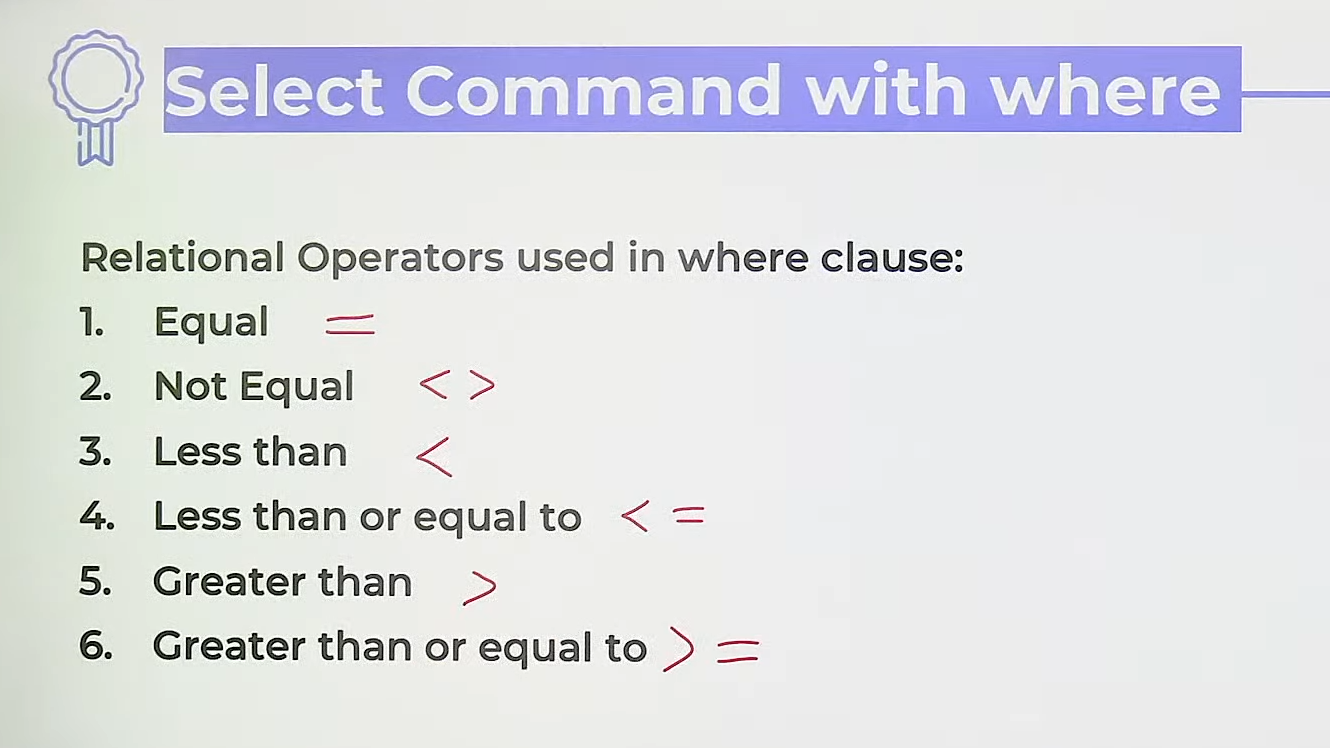 Select Command with where
Relational Operators used in where clause:
1. Equal =
2. Not Equal < >
3. Less than <
4. Less than or equal to < =
5. Greater than >
6. Greater than or equal to > =